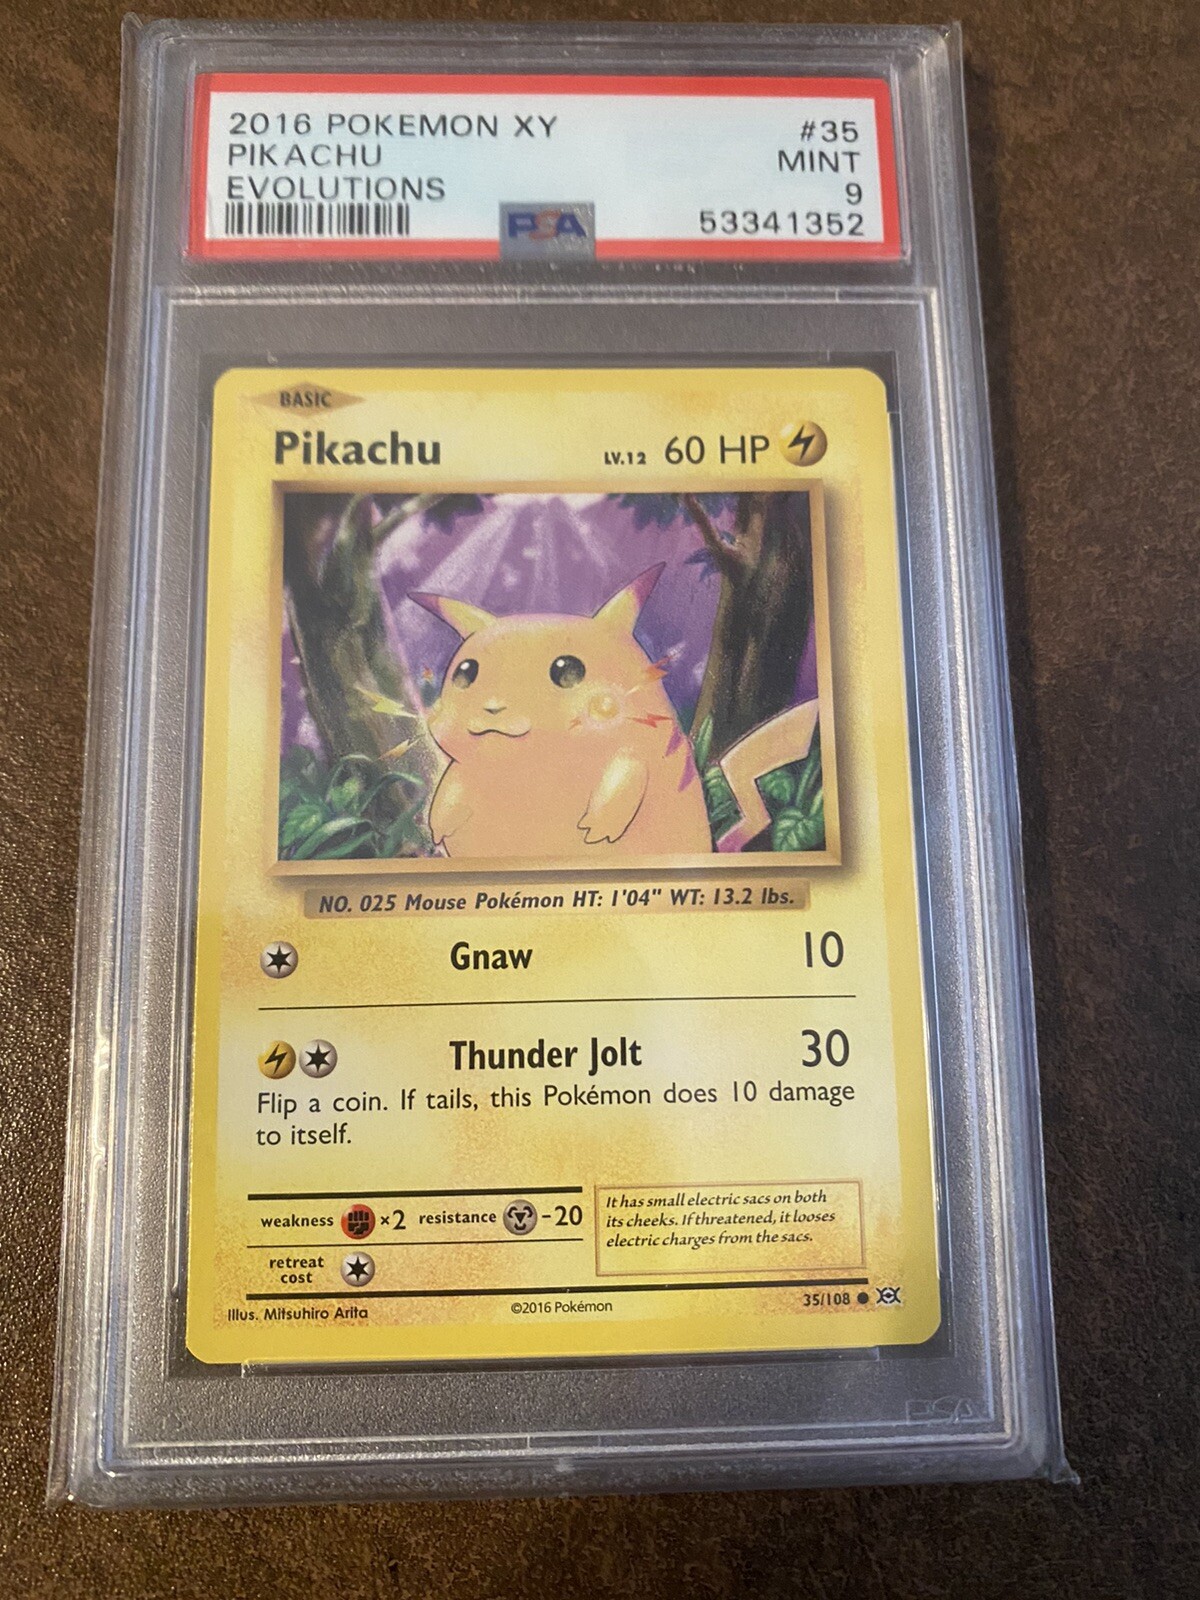 2016 POKEMON XY #35
PIKACHU MINT
EVOLUTIONS 9
PSA 53341352
BASIC
Pikachu LV.12 60 HP
NO. 025 Mouse Pokémon HT: 1'04" WT: 13.2 lbs.
Gnaw 10
Thunder Jolt 30
Flip a coin. If tails, this Pokémon does 10 damage
to itself.
weakness ×2 resistance -20
retreat
cost
It has small electric sacs on both
its cheeks. If threatened, it looses
electric charges from the sacs.
35/108
Illus. Mitsuhiro Arita ©2016 Pokémon
PSA